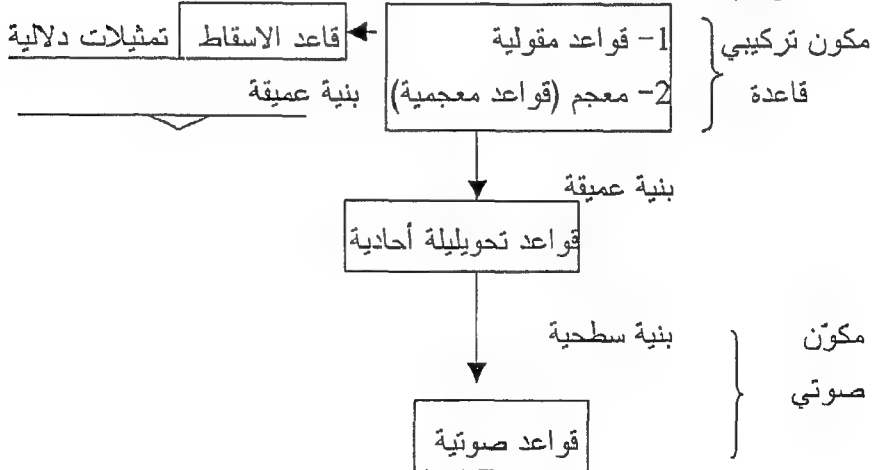 مكون تركيبي 1- قواعد مقولية قاعد الاسقاط تمثيلات دلالية
قاعدة 2- معجم (قواعد معجمية) بنية عميقة
بنية عميقة
قواعد تحويليلة أحادية
مكوّن بنية سطحية
صوتي
قواعد صوتية